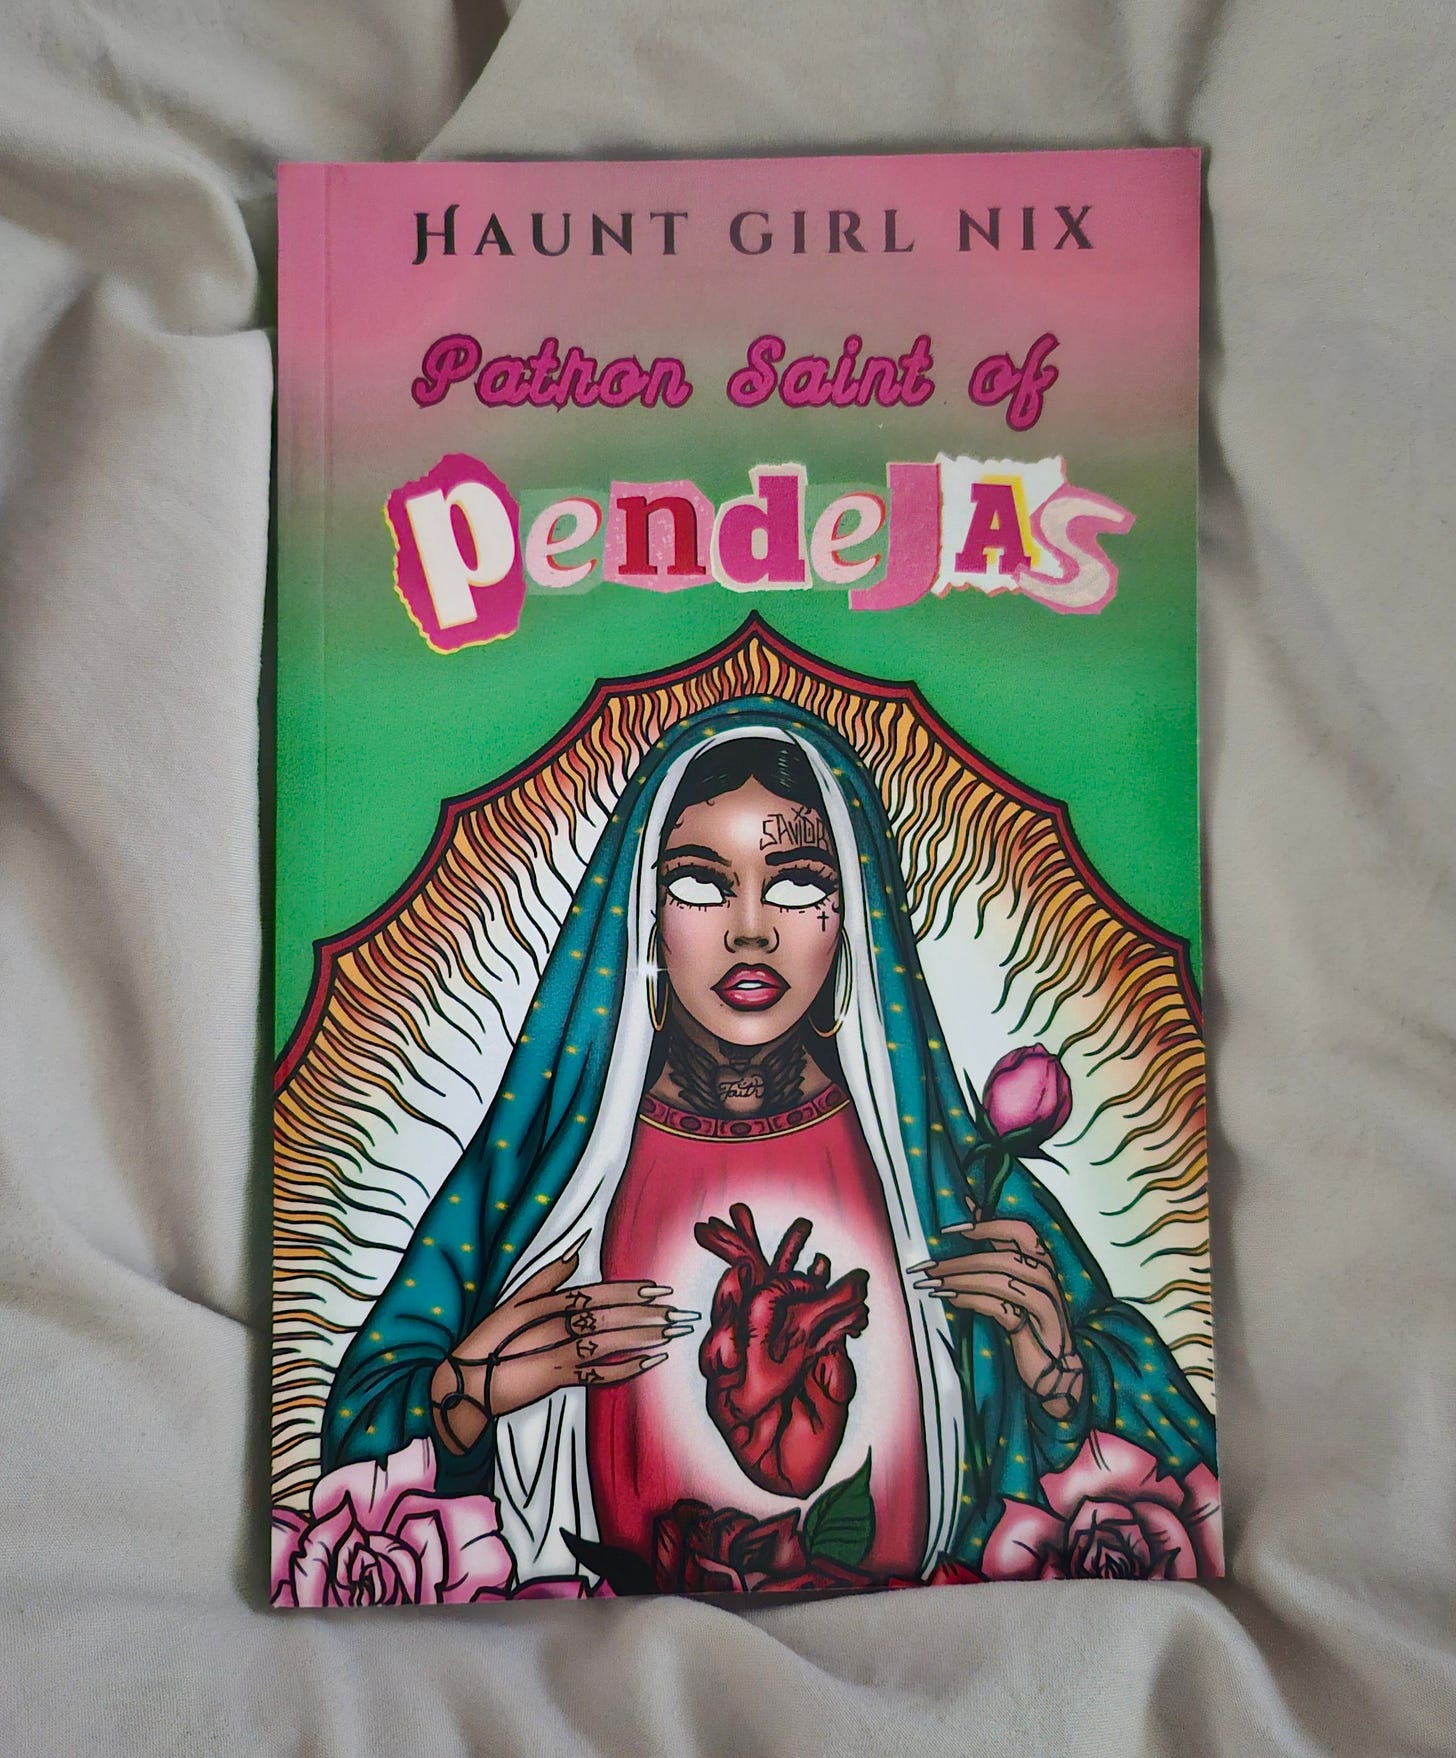 HAUNT GIRL NIX
Patron Saint of
PendeJAS
SAVIOR
Faith